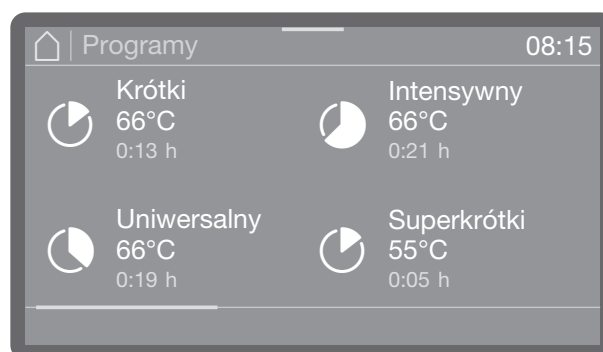 Programy 08:15
Krótki
66°C
0:13 h
Intensywny
66°C
0:21 h
Uniwersalny
66°C
0:19 h
Superkrótki
55°C
0:05 h